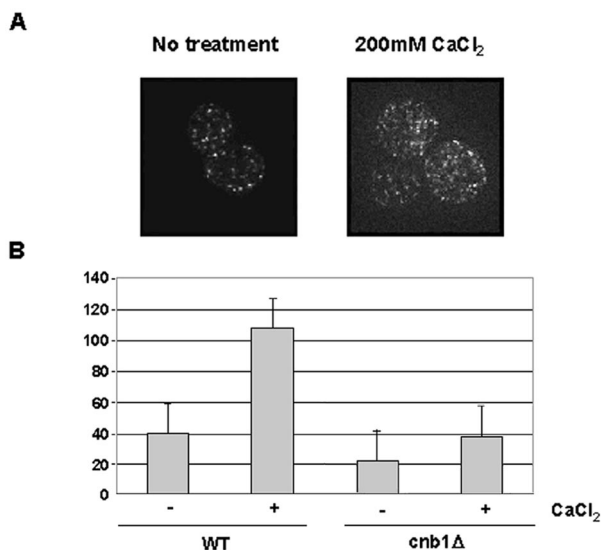 A
No treatment 200mM CaCl₂
B
140
120
100
80
60
40
20
0
- + - + CaCl₂
WT cnb1Δ